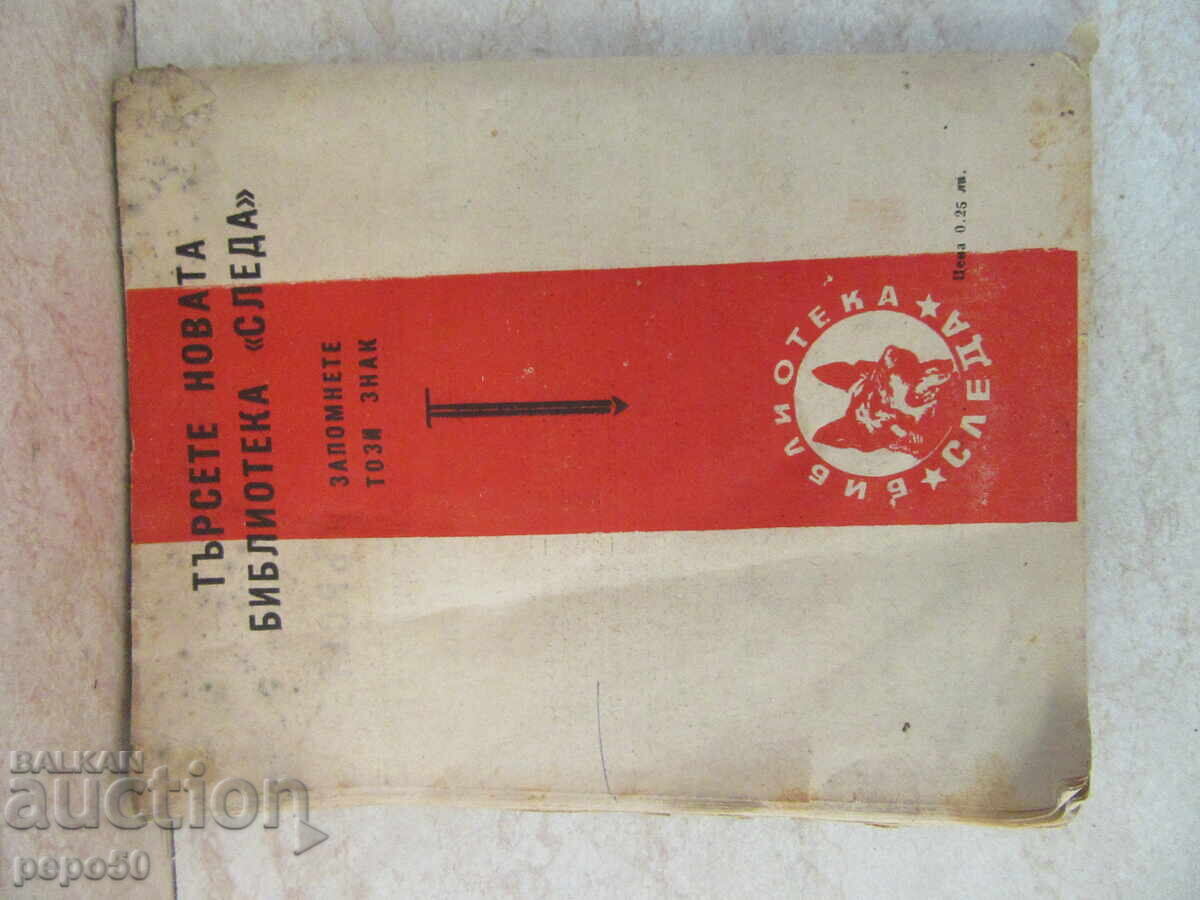 ТЪРСЕТЕ НОВАТА
БИБЛИОТЕКА «СЛЕДА»
ЗАПОМНЕТЕ
ТОЗИ ЗНАК
БИБЛИОТЕКА
★ СЛЕДА ★
Цена 0.25 лв.
BALKAN
auction
pepo50